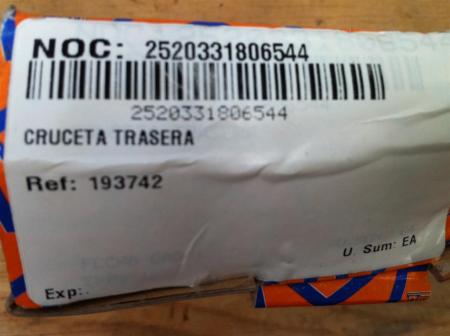 NOC: 2520331806544
2520331806544
CRUCETA TRASERA
Ref: 193742
U. Sum: EA
Exp: